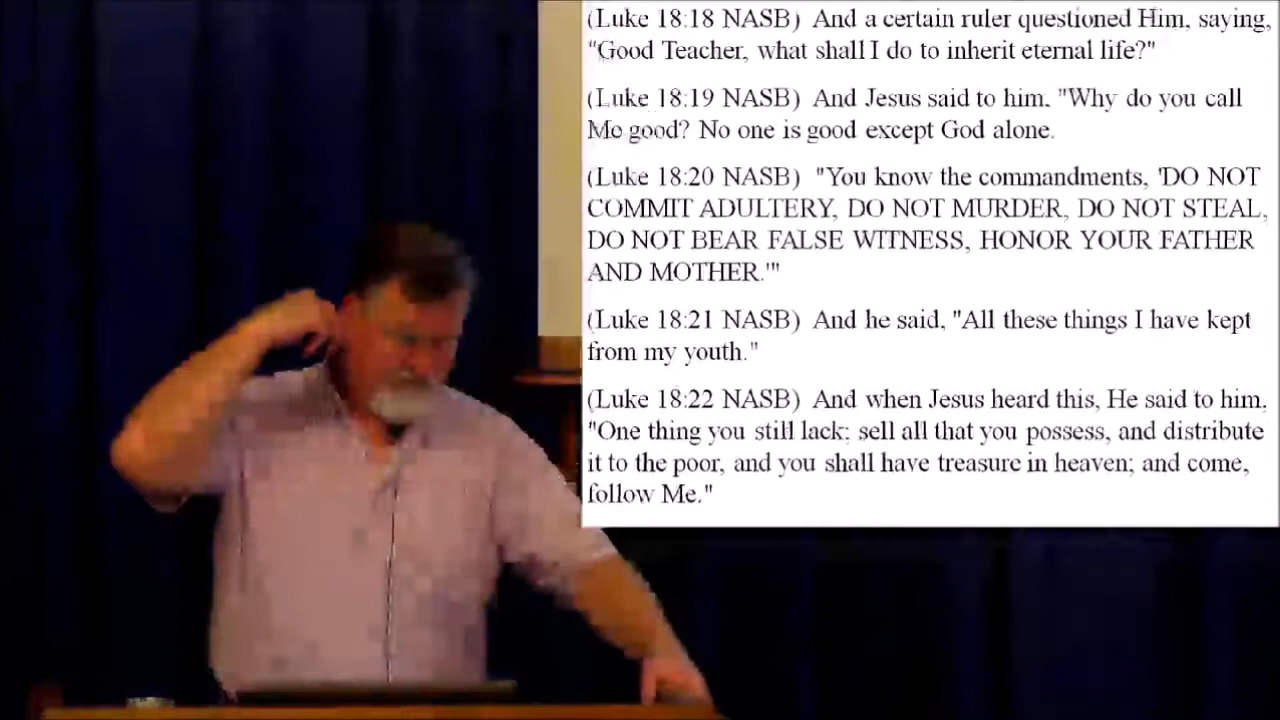 (Luke 18:18 NASB) And a certain ruler questioned Him, saying,
"Good Teacher, what shall I do to inherit eternal life?"
(Luke 18:19 NASB) And Jesus said to him, "Why do you call
Me good? No one is good except God alone.
(Luke 18:20 NASB) "You know the commandments, 'DO NOT
COMMIT ADULTERY, DO NOT MURDER, DO NOT STEAL,
DO NOT BEAR FALSE WITNESS, HONOR YOUR FATHER
AND MOTHER.'"
(Luke 18:21 NASB) And he said, "All these things I have kept
from my youth."
(Luke 18:22 NASB) And when Jesus heard this, He said to him,
"One thing you still lack; sell all that you possess, and distribute
it to the poor, and you shall have treasure in heaven; and come,
follow Me."